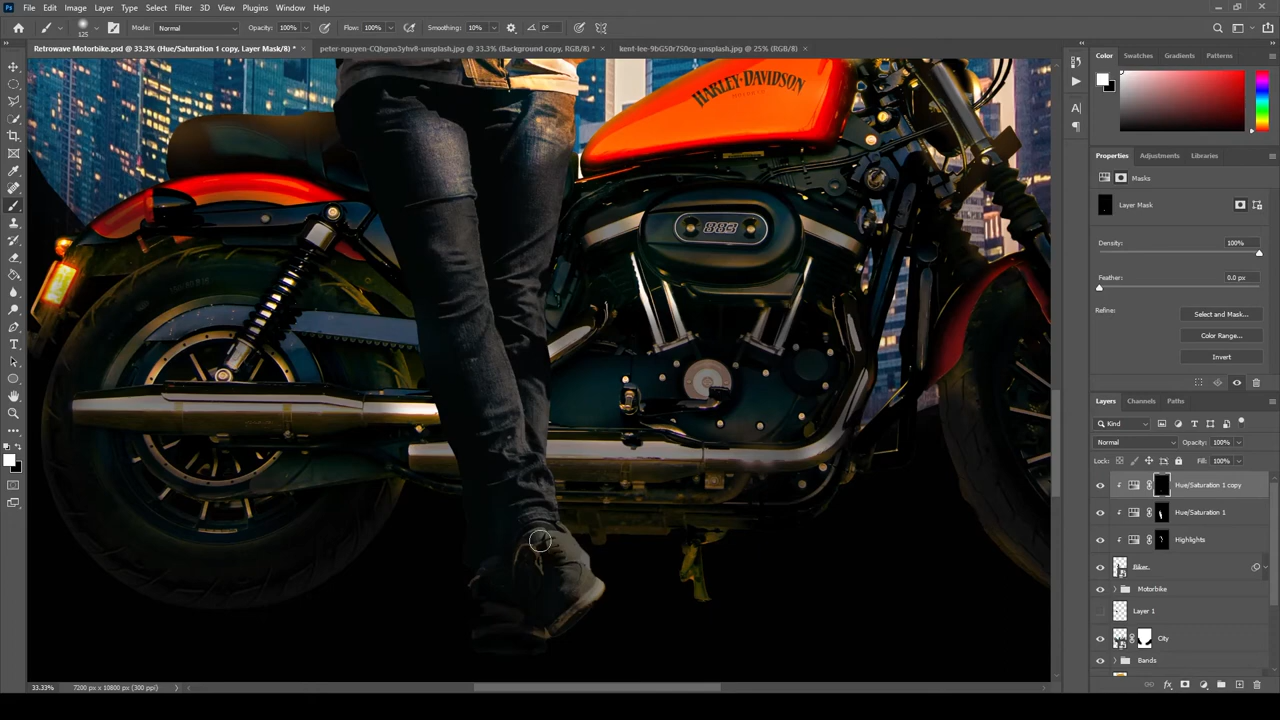 File Edit Image Layer Type Select Filter 3D View Plugins Window Help
125 Mode: Normal Opacity: 100% Flow: 100% Smoothing: 10% 0°
Retrowave Motorbike.psd @ 33.3% (Hue/Saturation 1 copy, Layer Mask/8) * ×
peter-nguyen-CQhgno3yhv8-unsplash.jpg @ 33.3% (Background copy, RGB/8) * ×
kent-lee-9bG50r7S0cg-unsplash.jpg @ 25% (RGB/8) ×
Color Swatches Gradients Patterns
HARLEY-DAVIDSON
883
Properties Adjustments Libraries
Masks
Layer Mask
Density: 100%
Feather: 0.0 px
Refine: Select and Mask...
Color Range...
Invert
Layers Channels Paths
Kind
Normal Opacity: 100%
Lock: Fill: 100%
Hue/Saturation 1 copy
Hue/Saturation 1
Highlights
Biker
Motorbike
Layer 1
City
Bands
33.33% 7200 px x 10800 px (300 ppi)